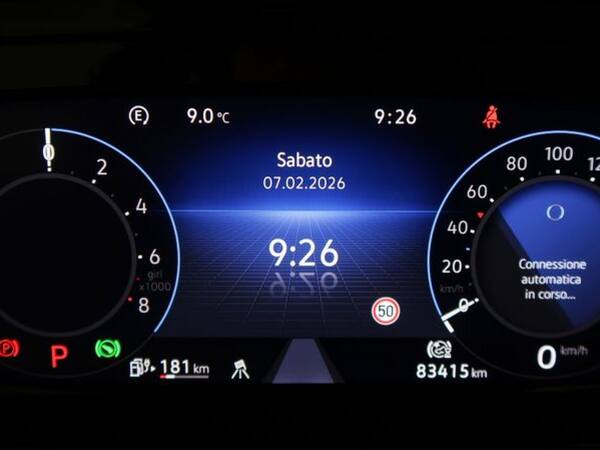 E 9.0 °C 9:26
Sabato
07.02.2026
9:26
50
0 2 4 6 8
giri
x1000
0 20 40 60 80 100 12
km/h
Connessione
automatica
in corso...
P P 181 km
83415 km
0 km/h